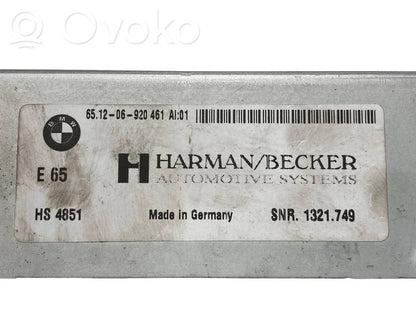 Ovoko
BMW
65.12-06-920 461 AI:01
E 65
H HARMAN/BECKER
AUTOMOTIVE SYSTEMS
HS 4851 Made in Germany SNR. 1321.749